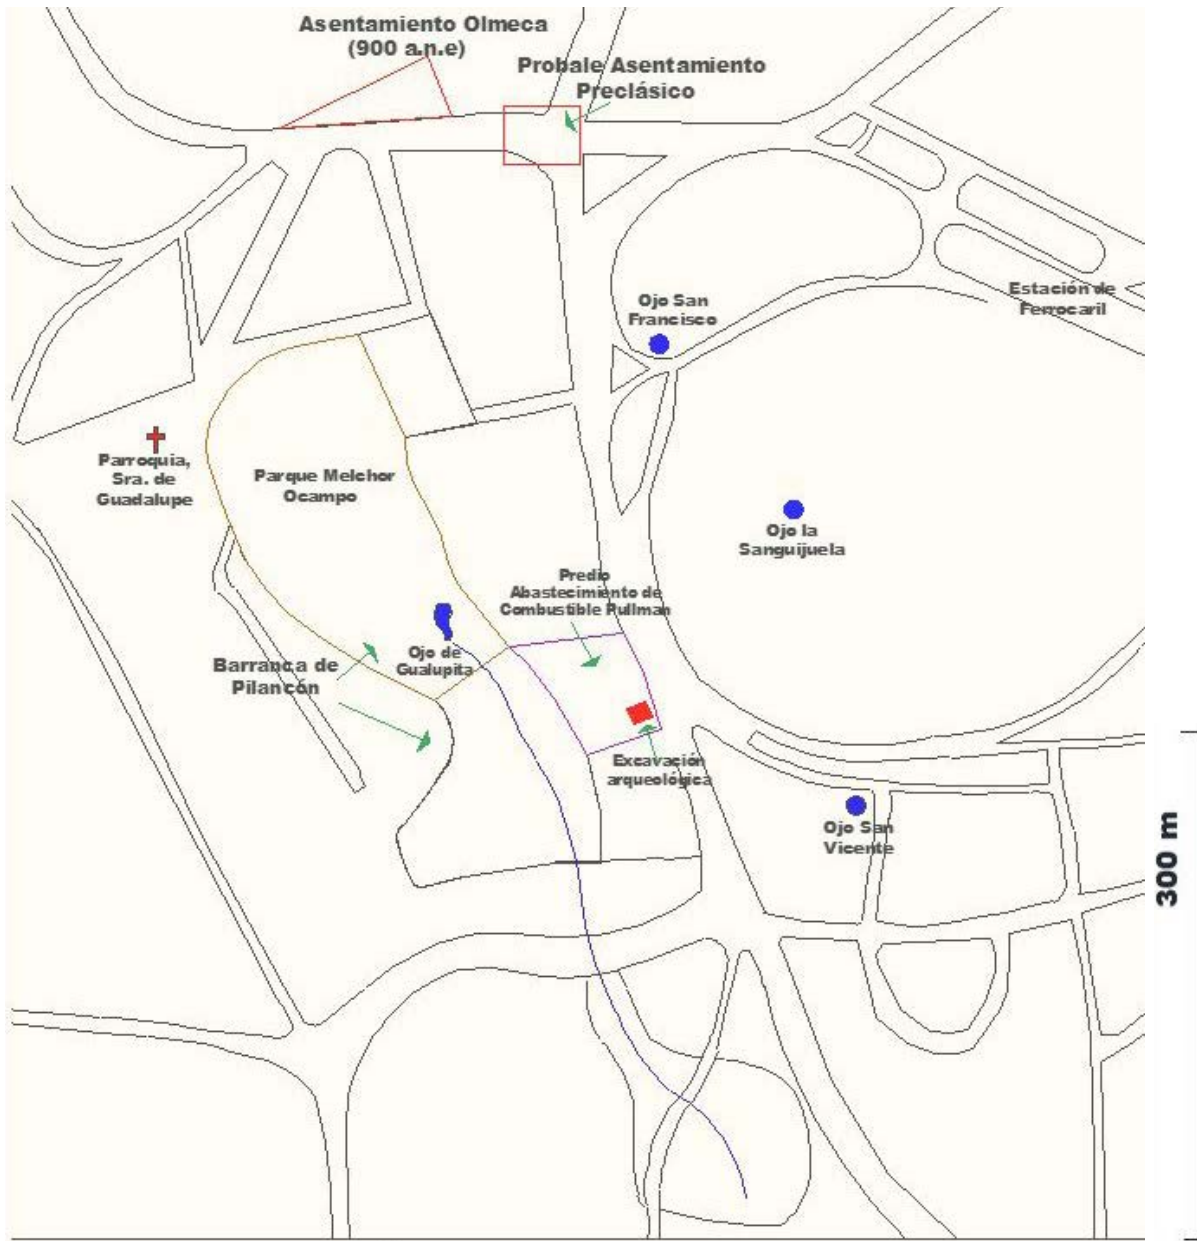 Asentamiento Olmeca
(900 a.n.e)
Probale Asentamiento
Preclásico
Estación de
Ferrocaril
Ojo San
Francisco
Parroquia,
Sra. de
Guadalupe
Parque Melchor
Ocampo
Ojo la
Sanguijuela
Predio
Abastecimiento de
Combustible Pullman
Ojo de
Gualupita
Barranca de
Pilancón
Excavación
arqueológica
Ojo San
Vicente
300 m